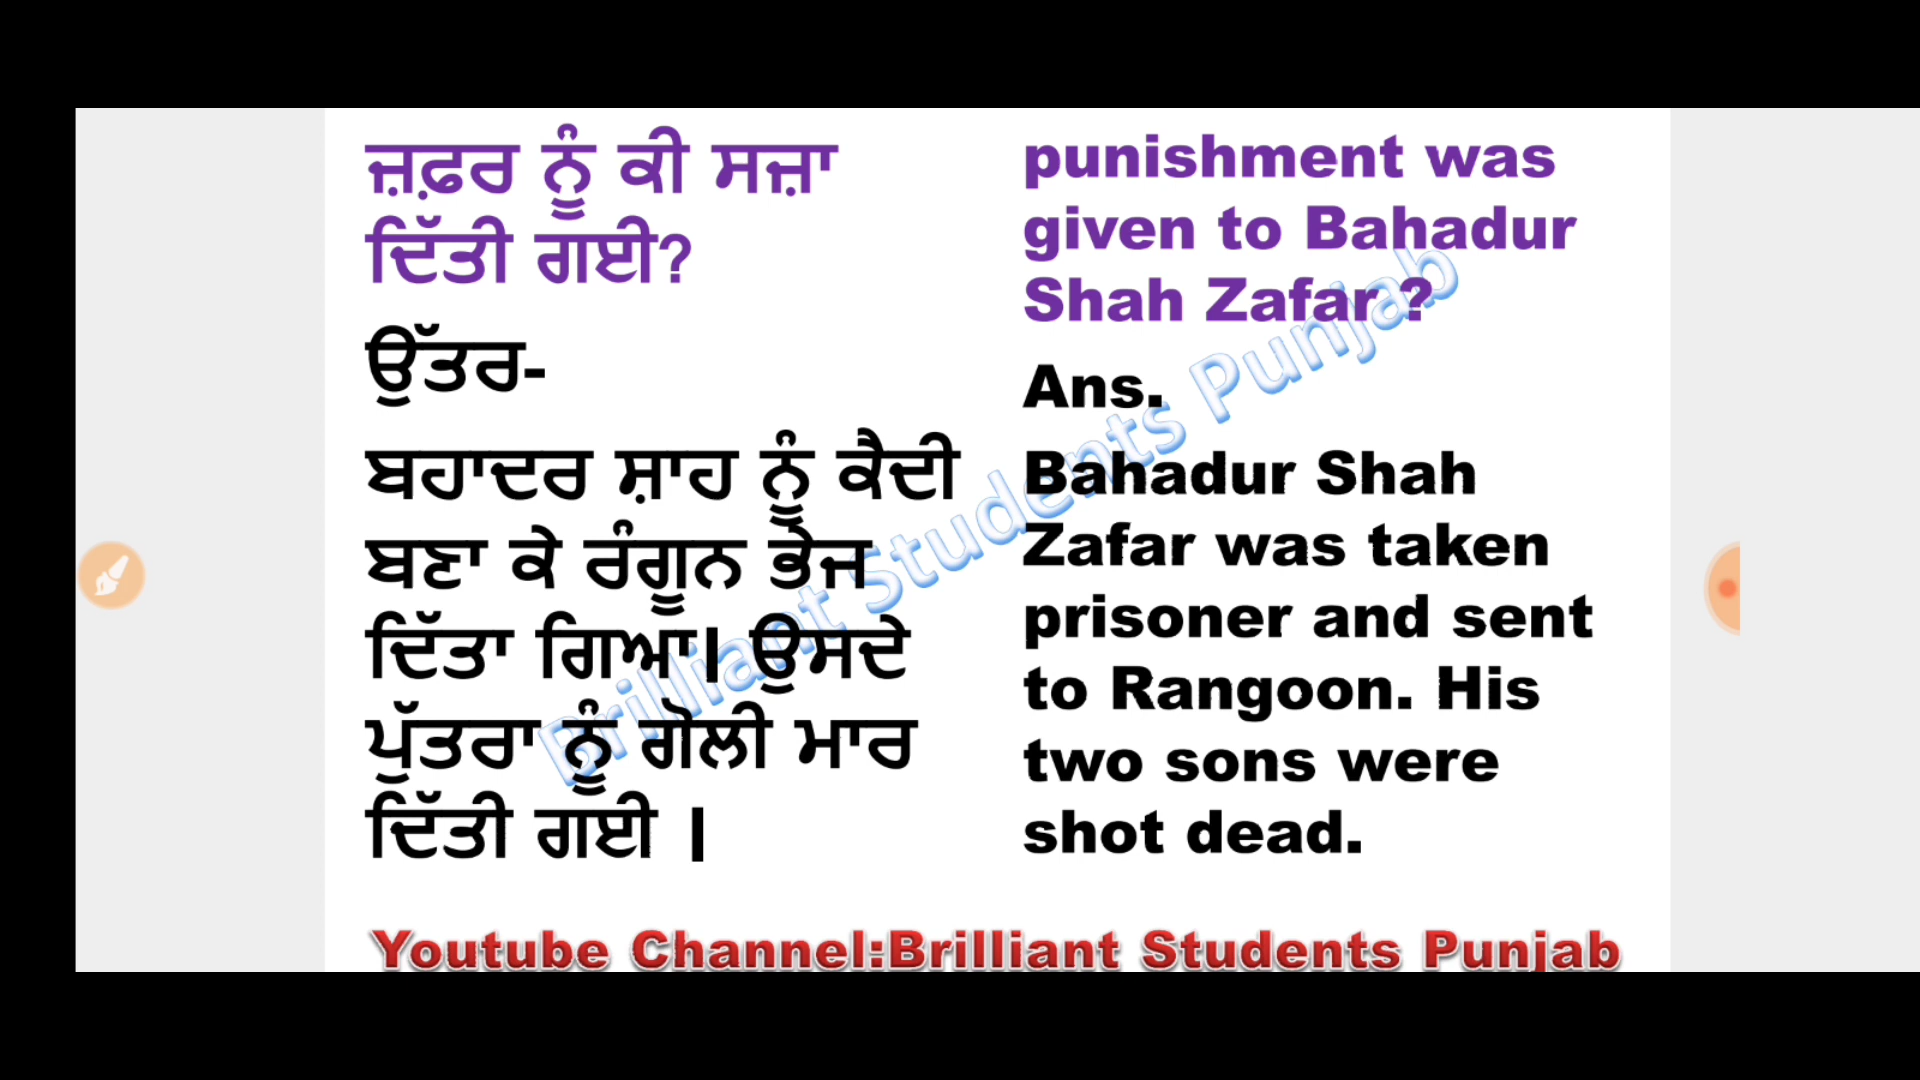 ਜ਼ਫ਼ਰ ਨੂੰ ਕੀ ਸਜ਼ਾ
ਦਿੱਤੀ ਗਈ?
ਉੱਤਰ-
ਬਹਾਦਰ ਸ਼ਾਹ ਨੂੰ ਕੈਦੀ
ਬਣਾ ਕੇ ਰੰਗੂਨ ਭੇਜ
ਦਿੱਤਾ ਗਿਆ। ਉਸਦੇ
ਪੁੱਤਰਾ ਨੂੰ ਗੋਲੀ ਮਾਰ
ਦਿੱਤੀ ਗਈ ।
punishment was
given to Bahadur
Shah Zafar ?
Ans.
Bahadur Shah
Zafar was taken
prisoner and sent
to Rangoon. His
two sons were
shot dead.
Brilliant Students Punjab
Youtube Channel:Brilliant Students Punjab